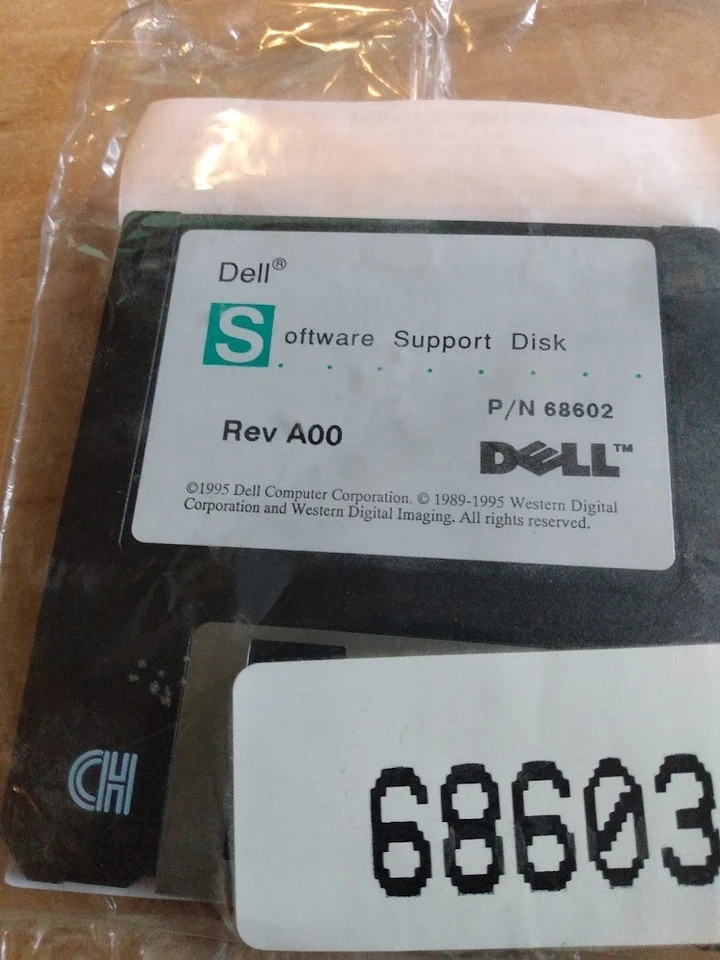 Dell®
Software Support Disk
P/N 68602
Rev A00
DELL™
©1995 Dell Computer Corporation. © 1989-1995 Western Digital
Corporation and Western Digital Imaging. All rights reserved.
CH
68603